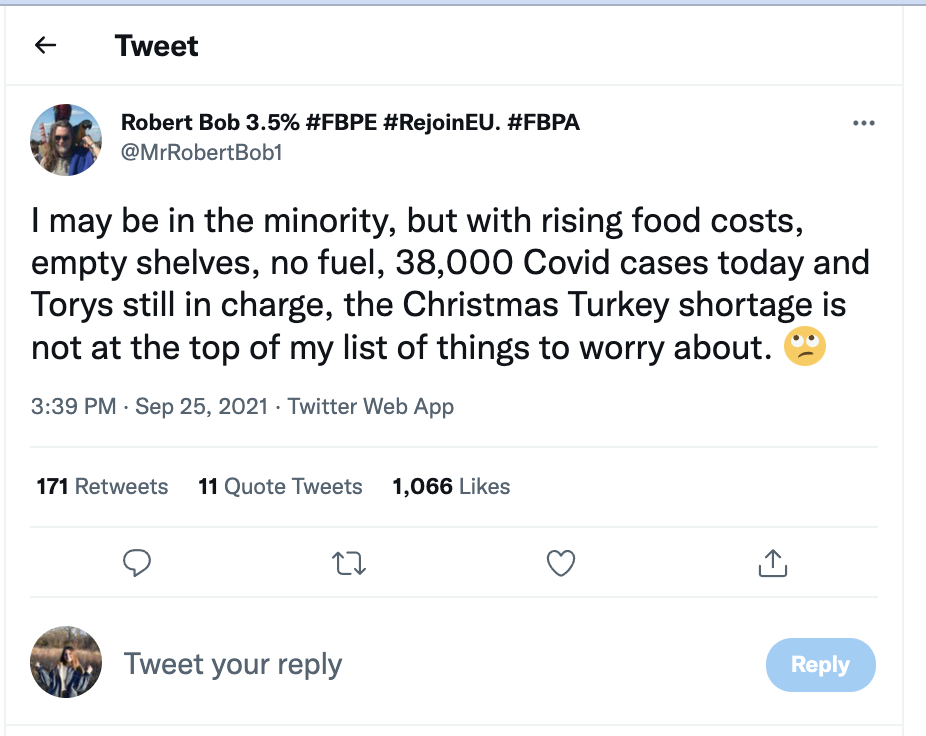 Tweet
Robert Bob 3.5% #FBPE #RejoinEU. #FBPA
@MrRobertBob1
I may be in the minority, but with rising food costs,
empty shelves, no fuel, 38,000 Covid cases today and
Torys still in charge, the Christmas Turkey shortage is
not at the top of my list of things to worry about. 🙄
3:39 PM · Sep 25, 2021 · Twitter Web App
171 Retweets 11 Quote Tweets 1,066 Likes
Tweet your reply
Reply